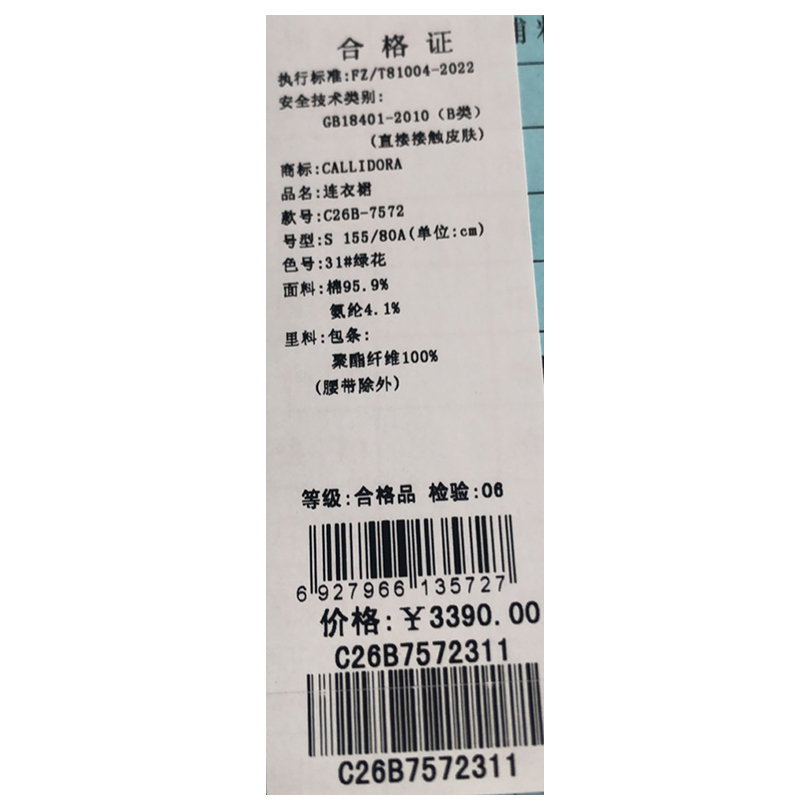 合格证
执行标准:FZ/T81004-2022
安全技术类别:
GB18401-2010（B类）
(直接接触皮肤)
商标:CALLIDORA
品名:连衣裙
款号:C26B-7572
号型:S 155/80A(单位:cm)
色号:31#绿花
面料:棉95.9%
氨纶4.1%
里料:包条:
聚酯纤维100%
(腰带除外)
等级:合格品 检验:06
6 927966 135727
价格:¥3390.00
C26B7572311
C26B7572311